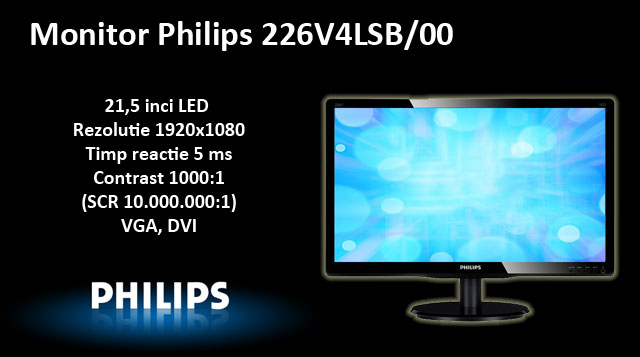 Monitor Philips 226V4LSB/00
21,5 inci LED
Rezolutie 1920x1080
Timp reactie 5 ms
Contrast 1000:1
(SCR 10.000.000:1)
VGA, DVI
PHILIPS
PHILIPS